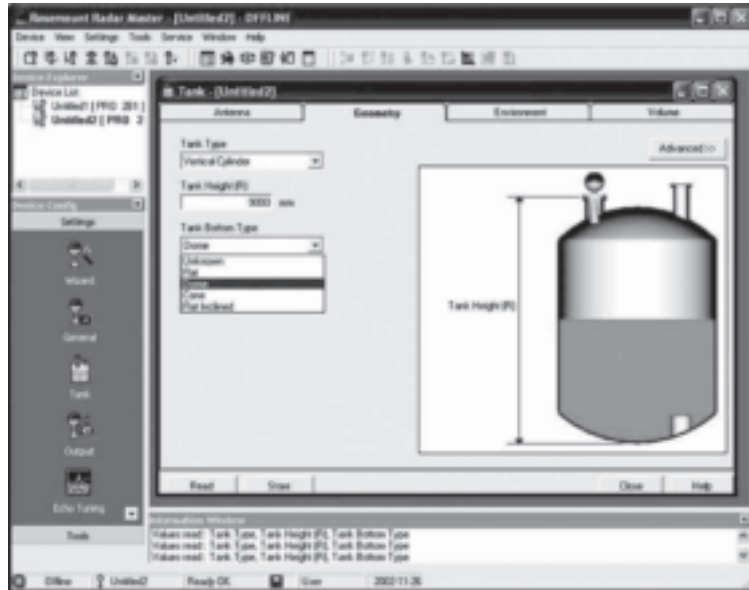 Rosemount Radar Master - [Untitled2] - OFFLINE
Device View Settings Tools Service Window Help
Device Explorer
Device List
Untitled1 [ PRO 201 ]
Untitled2 [ PRO 2
Device Config
Settings
Wizard
General
Tank
Output
Echo Tuning
Tools
Tank - [Untitled2]
Antenna Geometry Environment Volume
Tank Type
Vertical Cylinder
Advanced >>
Tank Height (R)
9000 mm
Tank Bottom Type
Dome
Unknown
Flat
Dome
Cone
Flat Inclined
Tank Height (R)
Read Store Close Help
Information Window
Values read: Tank Type, Tank Height (R), Tank Bottom Type
Values read: Tank Type, Tank Height (R), Tank Bottom Type
Values read: Tank Type, Tank Height (R), Tank Bottom Type
Offline Untitled2 Ready OK User 2002-11-26